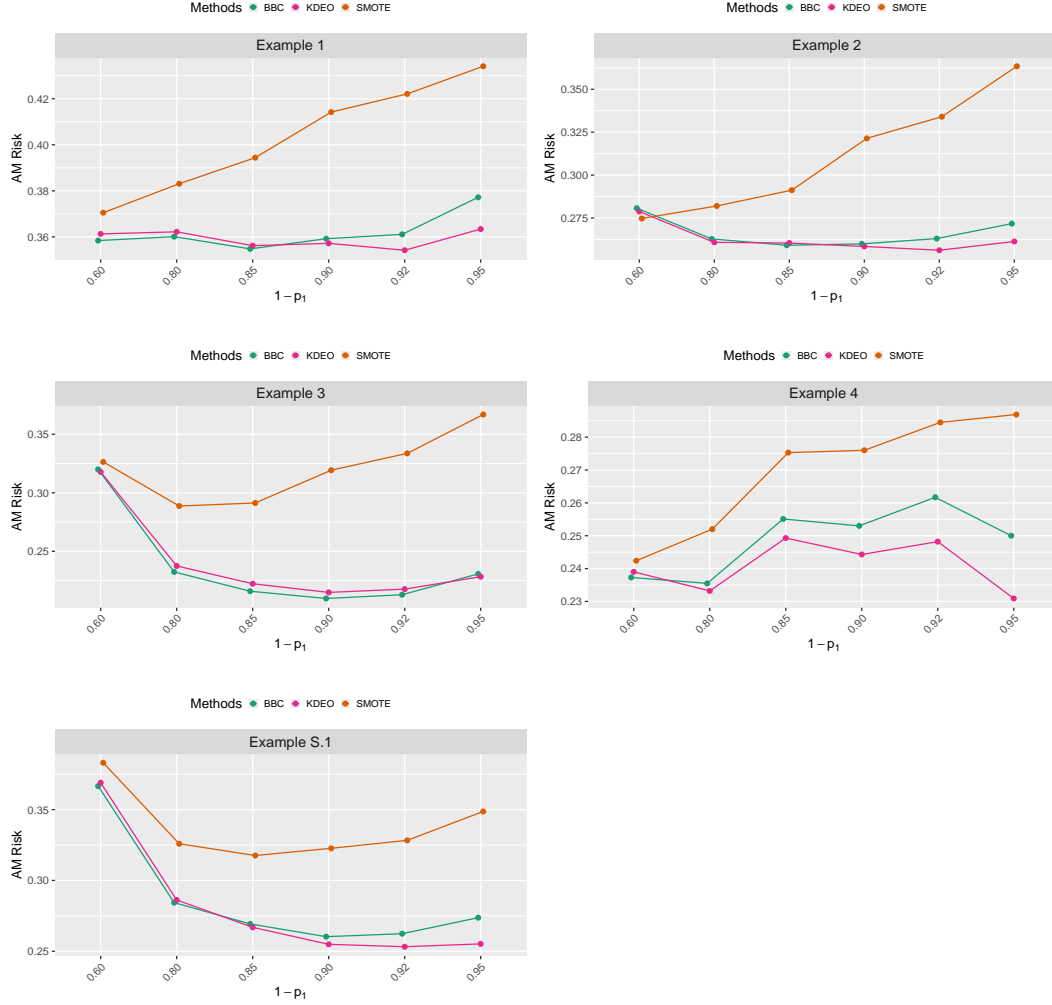 Methods BBC KDEO SMOTE
Example 1
AM Risk
0.42
0.40
0.38
0.36
0.60 0.80 0.85 0.90 0.92 0.95
1 − p₁
Methods BBC KDEO SMOTE
Example 2
AM Risk
0.350
0.325
0.300
0.275
0.60 0.80 0.85 0.90 0.92 0.95
1 − p₁
Methods BBC KDEO SMOTE
Example 3
AM Risk
0.35
0.30
0.25
0.60 0.80 0.85 0.90 0.92 0.95
1 − p₁
Methods BBC KDEO SMOTE
Example 4
AM Risk
0.28
0.27
0.26
0.25
0.24
0.23
0.60 0.80 0.85 0.90 0.92 0.95
1 − p₁
Methods BBC KDEO SMOTE
Example S.1
AM Risk
0.35
0.30
0.25
0.60 0.80 0.85 0.90 0.92 0.95
1 − p₁